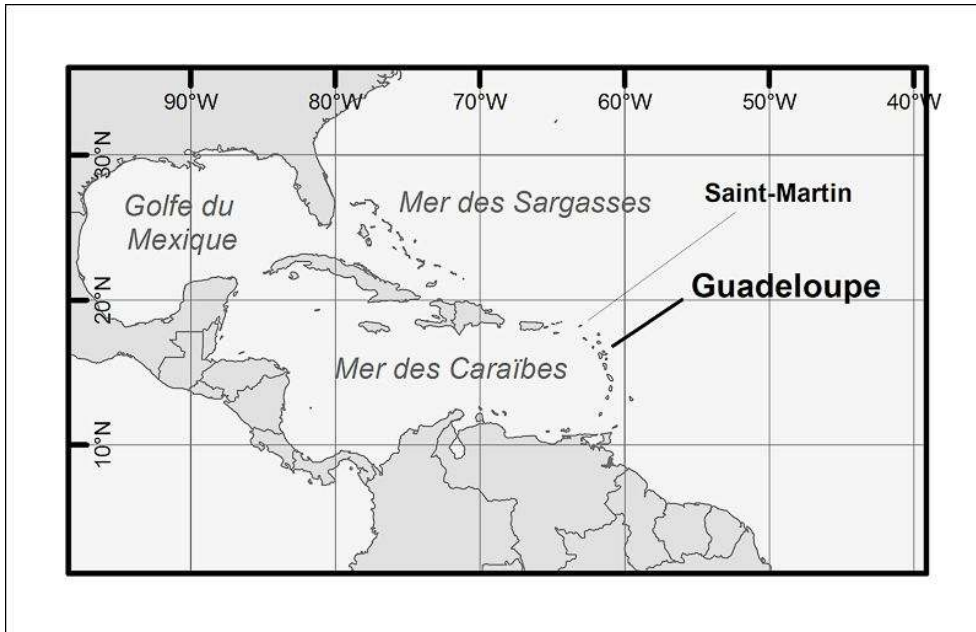 90°W 80°W 70°W 60°W 50°W 40°W
30°N
Saint-Martin
Golfe du
Mexique
Mer des Sargasses
20°N
Guadeloupe
Mer des Caraïbes
10°N